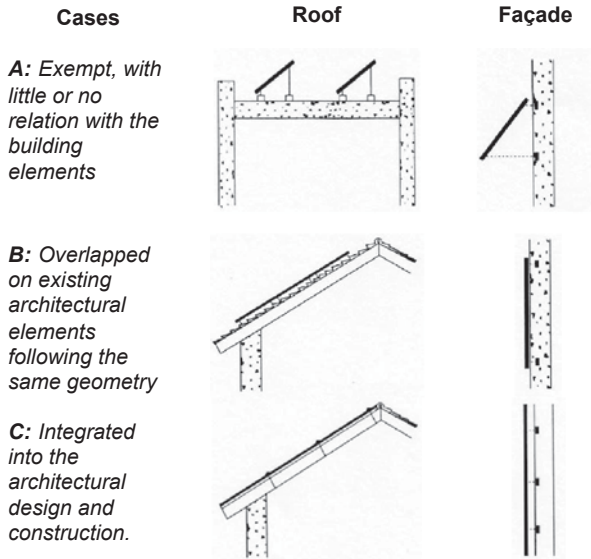 Cases Roof Façade
A: Exempt, with
little or no
relation with the
building
elements
B: Overlapped
on existing
architectural
elements
following the
same geometry
C: Integrated
into the
architectural
design and
construction.